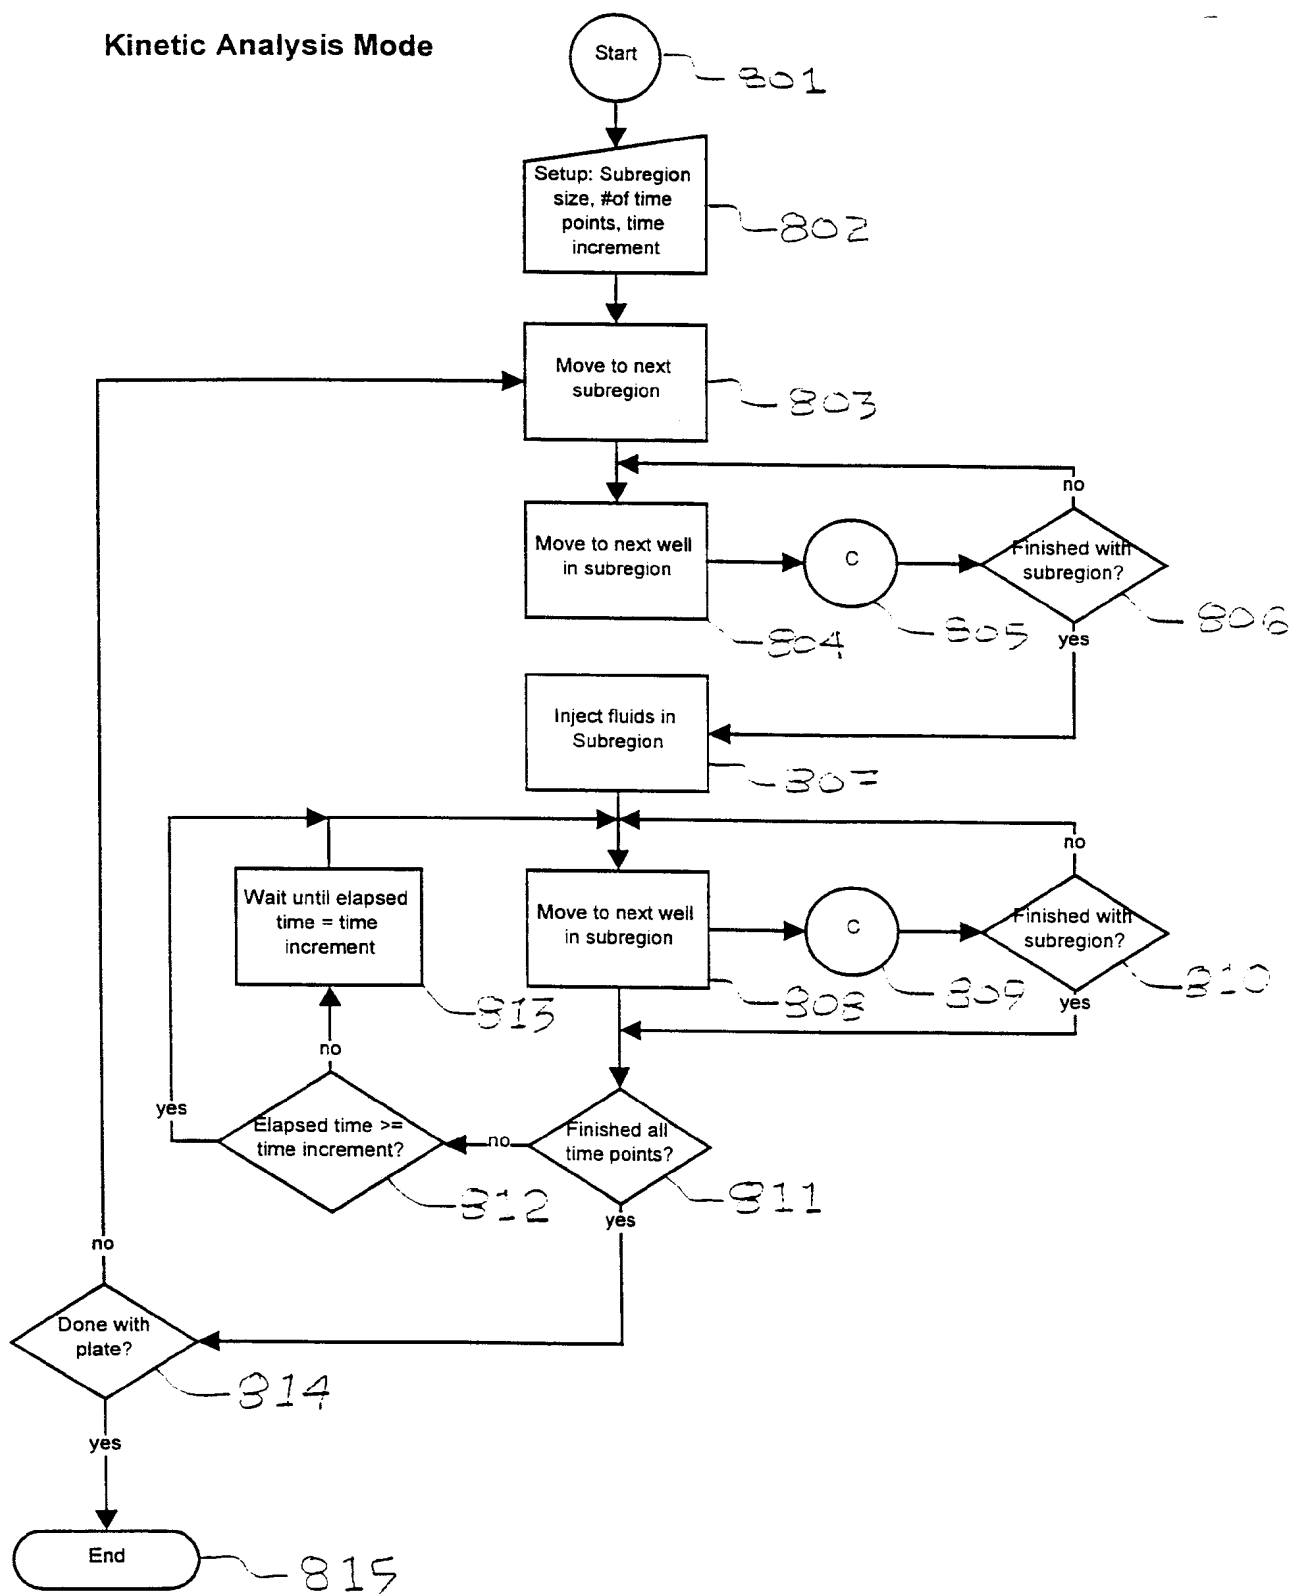 Kinetic Analysis Mode
Start
801
Setup: Subregion
size, #of time
points, time
increment
802
Move to next
subregion
803
no
Move to next well
in subregion
C
Finished with
subregion?
804
805
806
yes
Inject fluids in
Subregion
807
no
Wait until elapsed
time = time
increment
Move to next well
in subregion
C
Finished with
subregion?
813
808
809
810
yes
no
yes
Elapsed time >=
time increment?
no
Finished all
time points?
812
811
yes
no
Done with
plate?
814
yes
End
815